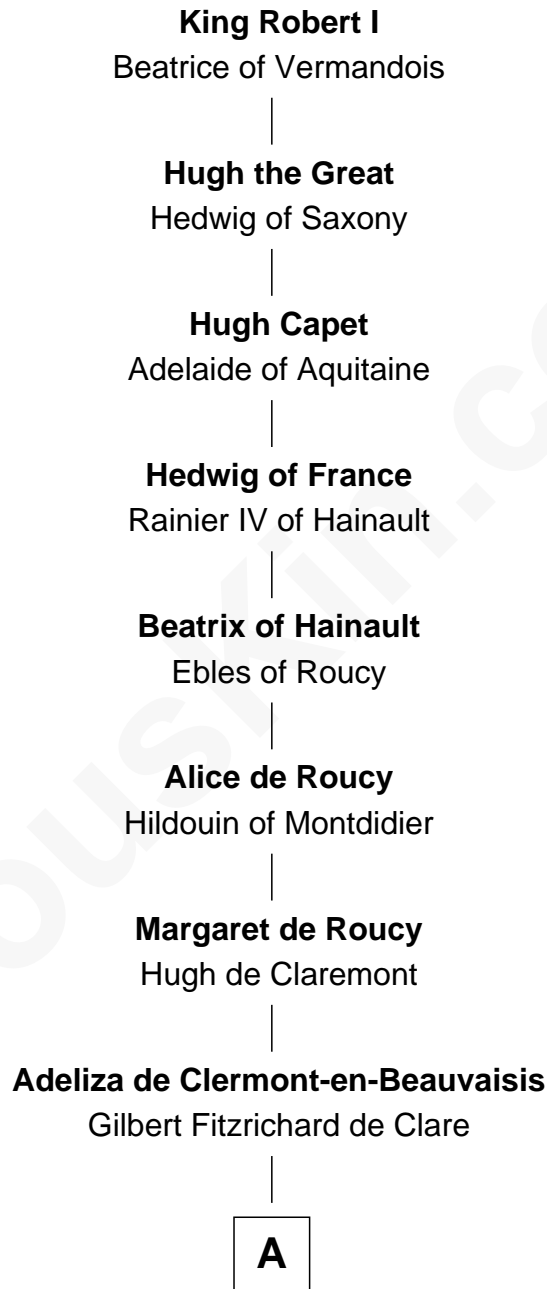 King Robert I
Beatrice of Vermandois
Hugh the Great
Hedwig of Saxony
Hugh Capet
Adelaide of Aquitaine
Hedwig of France
Rainier IV of Hainault
Beatrix of Hainault
Ebles of Roucy
Alice de Roucy
Hildouin of Montdidier
Margaret de Roucy
Hugh de Claremont
Adeliza de Clermont-en-Beauvaisis
Gilbert Fitzrichard de Clare
A